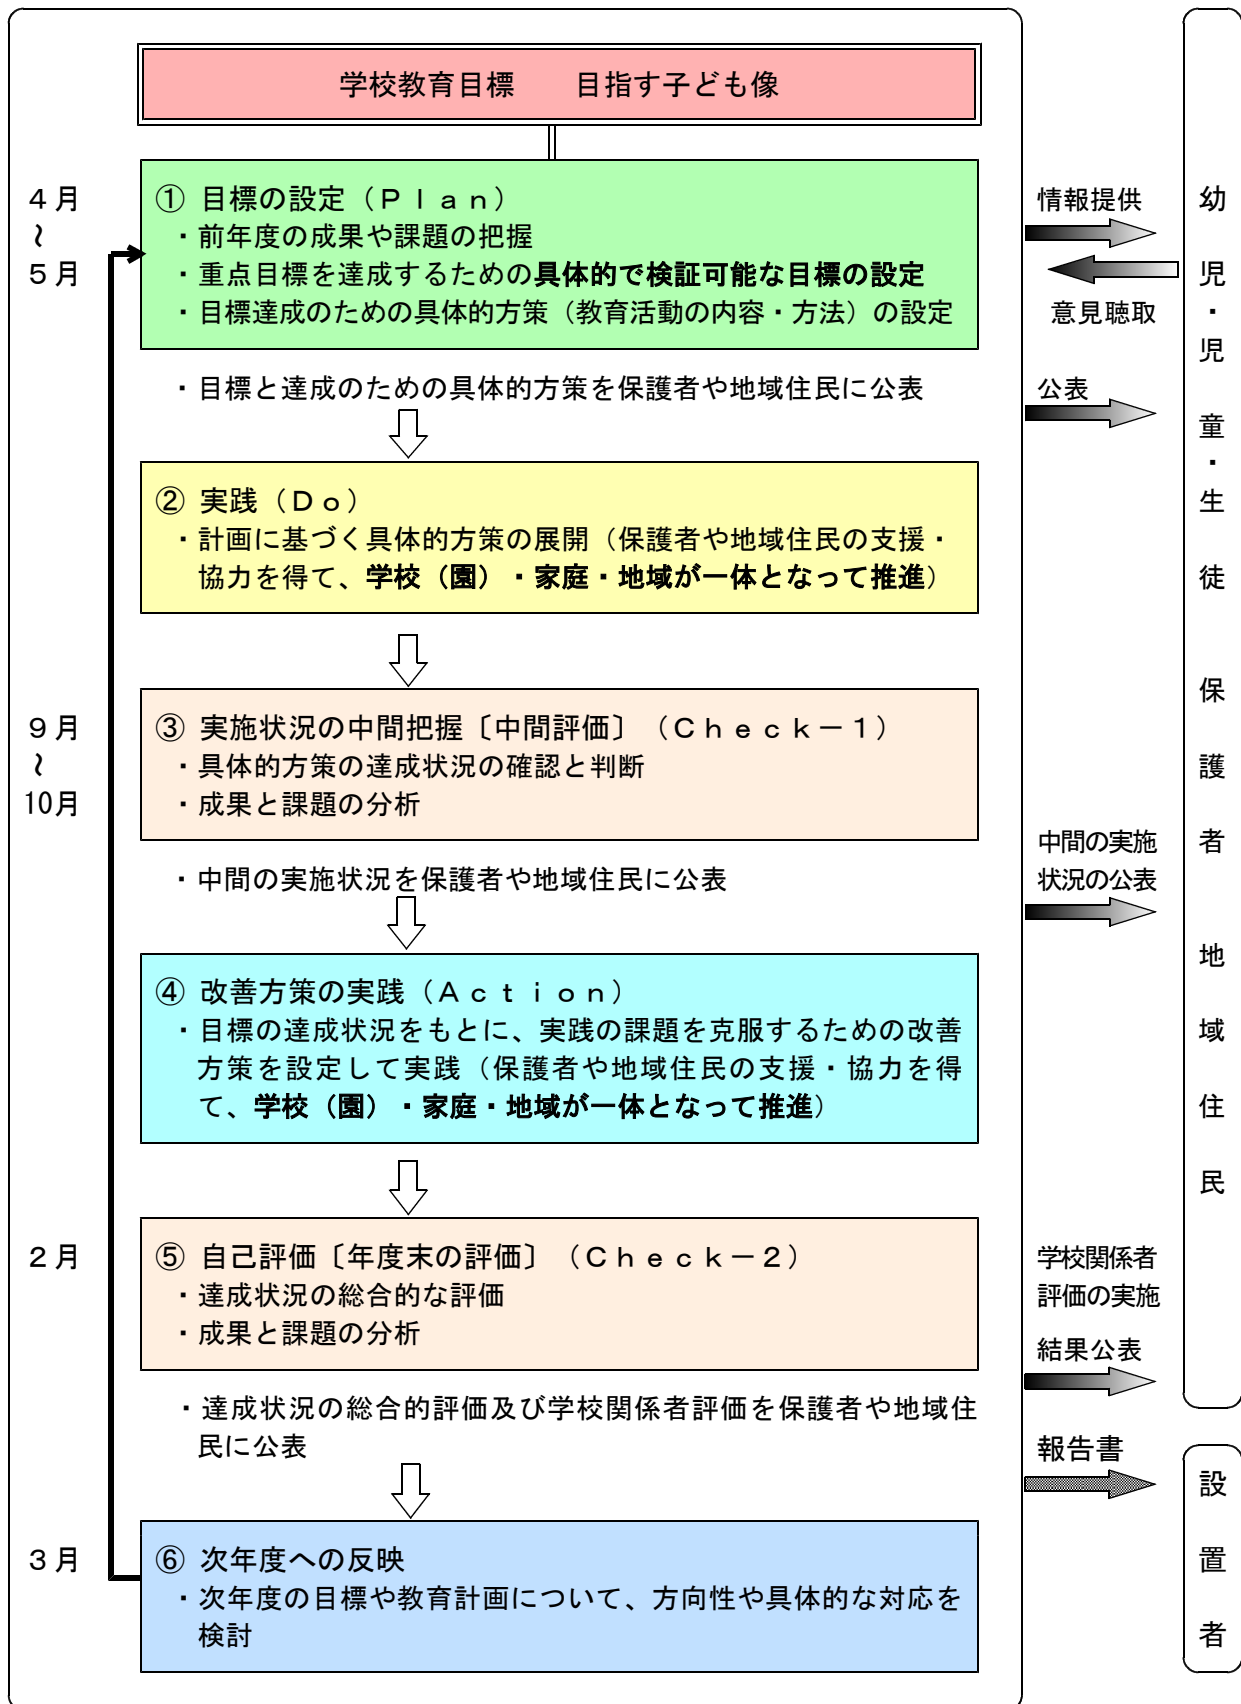 学校教育目標　　目指す子ども像
４月
～
５月
① 目標の設定（Ｐｌａｎ）
・前年度の成果や課題の把握
・重点目標を達成するための具体的で検証可能な目標の設定
・目標達成のための具体的方策（教育活動の内容・方法）の設定
情報提供
意見聴取
・目標と達成のための具体的方策を保護者や地域住民に公表
公表
② 実践（Ｄｏ）
・計画に基づく具体的方策の展開（保護者や地域住民の支援・
協力を得て、学校（園）・家庭・地域が一体となって推進）
９月
～
10月
③ 実施状況の中間把握〔中間評価〕（Ｃｈｅｃｋ－１）
・具体的方策の達成状況の確認と判断
・成果と課題の分析
・中間の実施状況を保護者や地域住民に公表
中間の実施
状況の公表
④ 改善方策の実践（Ａｃｔｉｏｎ）
・目標の達成状況をもとに、実践の課題を克服するための改善
方策を設定して実践（保護者や地域住民の支援・協力を得
て、学校（園）・家庭・地域が一体となって推進）
２月
⑤ 自己評価〔年度末の評価〕（Ｃｈｅｃｋ－２）
・達成状況の総合的な評価
・成果と課題の分析
学校関係者
評価の実施
結果公表
・達成状況の総合的評価及び学校関係者評価を保護者や地域住
民に公表
報告書
３月
⑥ 次年度への反映
・次年度の目標や教育計画について、方向性や具体的な対応を
検討
幼児・児童・生徒　保護者　地域住民
設置者